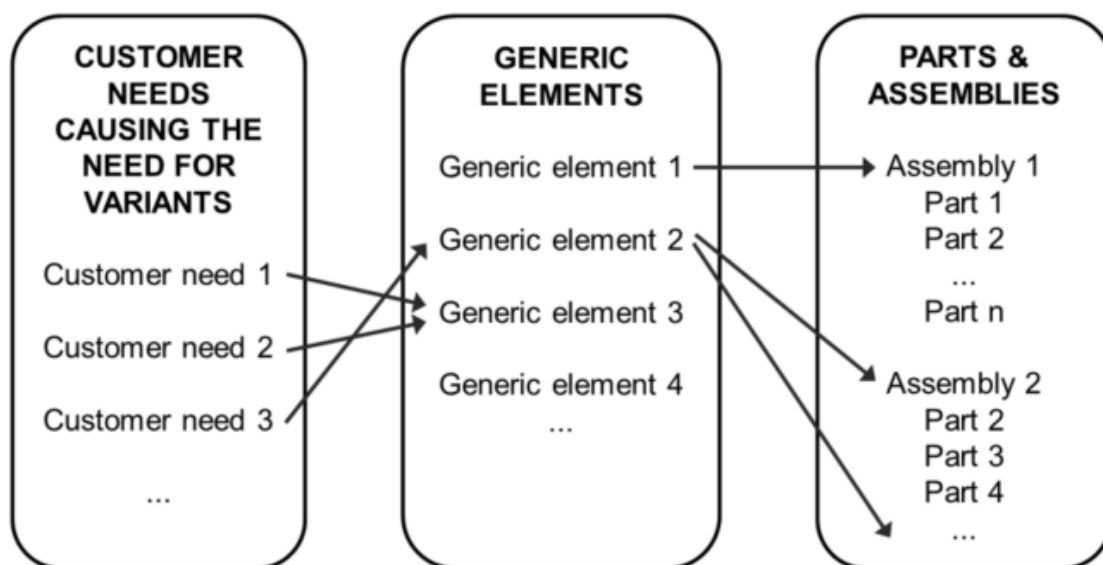 CUSTOMER
NEEDS
CAUSING THE
NEED FOR
VARIANTS
Customer need 1
Customer need 2
Customer need 3
...
GENERIC
ELEMENTS
Generic element 1
Generic element 2
Generic element 3
Generic element 4
...
PARTS &
ASSEMBLIES
Assembly 1
Part 1
Part 2
...
Part n
Assembly 2
Part 2
Part 3
Part 4
...